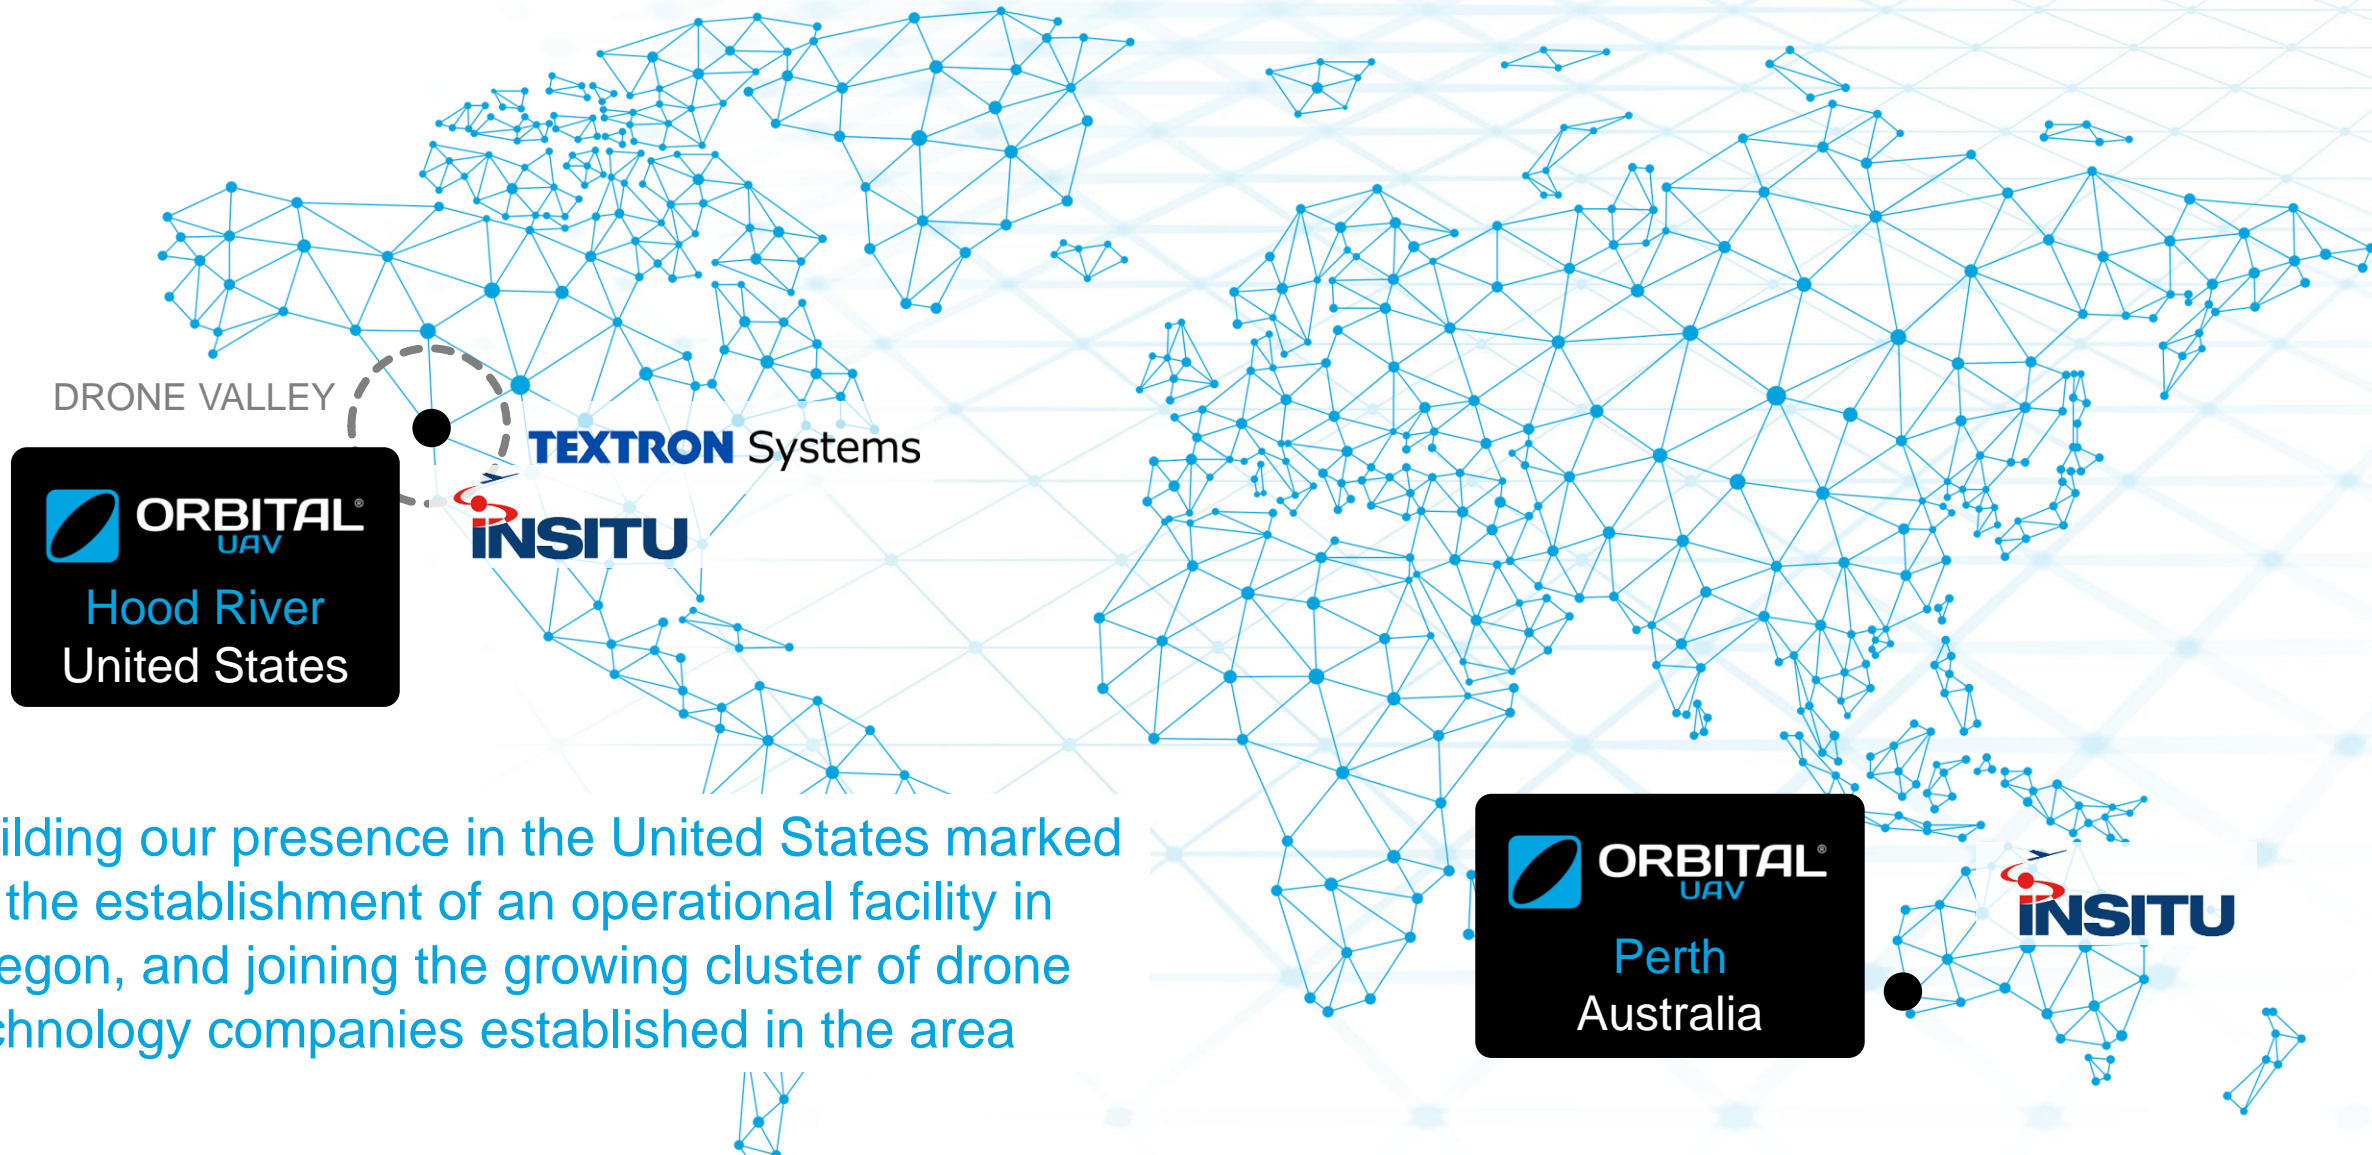 DRONE VALLEY
TEXTRON Systems
ORBITAL®
UAV
Hood River
United States
INSITU
ilding our presence in the United States marked
the establishment of an operational facility in
egon, and joining the growing cluster of drone
chnology companies established in the area
ORBITAL®
UAV
Perth
Australia
INSITU